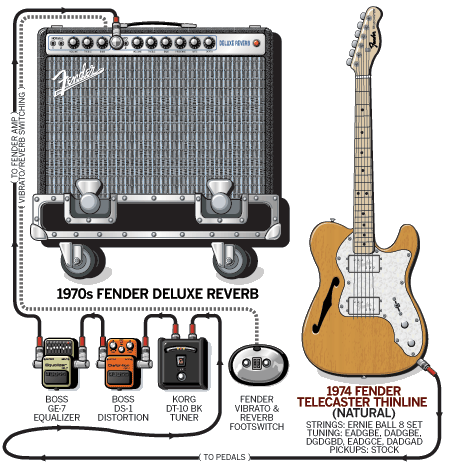 DELUXE REVERB
Fender
Fender
TO FENDER AMP
VIBRATO/REVERB SWITCHING
1970s FENDER DELUXE REVERB
BOSS
GE-7
EQUALIZER
BOSS
DS-1
DISTORTION
KORG
DT-10 BK
TUNER
FENDER
VIBRATO &
REVERB
FOOTSWITCH
1974 FENDER
TELECASTER THINLINE
(NATURAL)
STRINGS: ERNIE BALL 8 SET
TUNING: EADGBE, DADGBE,
DGDGBD, EADGCE, DADGAD
PICKUPS: STOCK
TO PEDALS